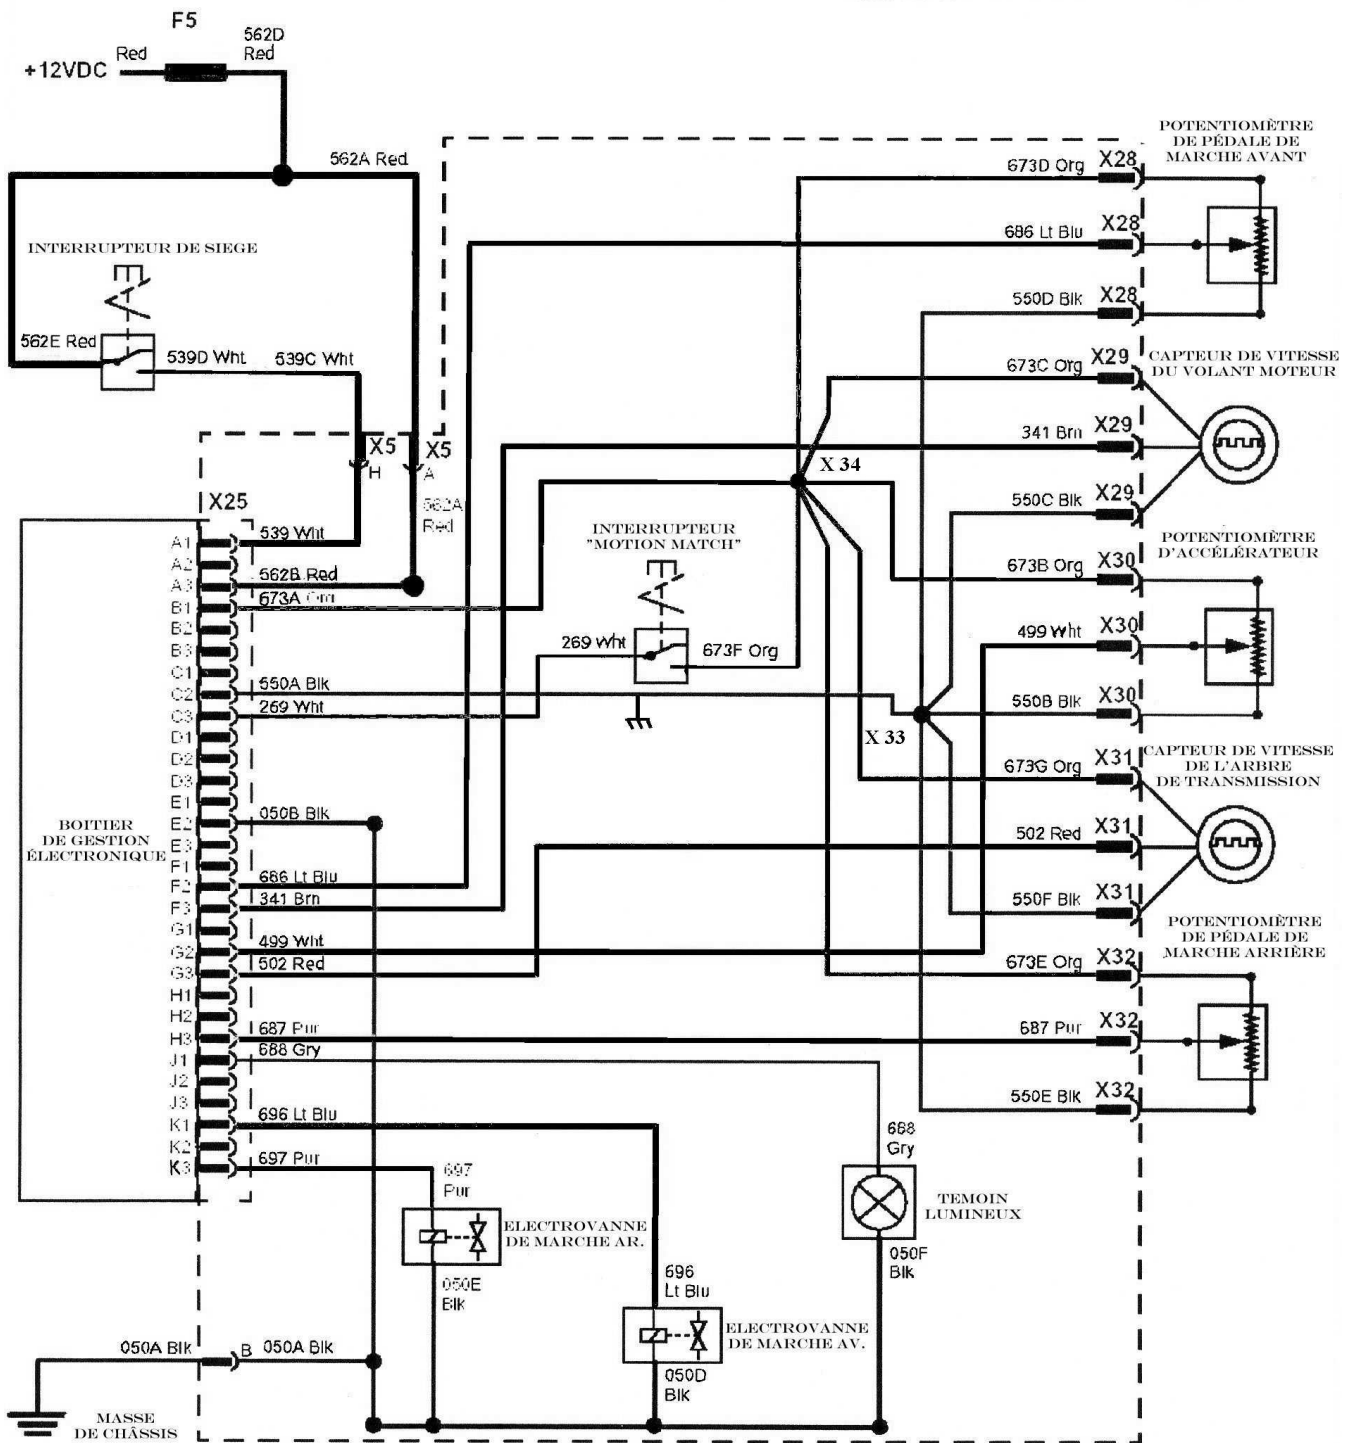 F5
562D
Red
Red
+12VDC
562A Red
INTERRUPTEUR DE SIEGE
562E Red
539D Wht
539C Wht
X5
X5
H
A
562A
Red
X25
A1
539 Wht
A2
A3
562B Red
B1
673A Org
B2
B3
C1
C2
550A Blk
C3
269 Wht
D1
D2
D3
E1
E2
050B Blk
E3
F1
F2
686 Lt Blu
F3
341 Brn
G1
G2
499 Wht
G3
502 Red
H1
H2
H3
687 Pur
J1
688 Gry
J2
J3
K1
696 Lt Blu
K2
K3
697 Pur
BOITIER
DE GESTION
ÉLECTRONIQUE
INTERRUPTEUR
"MOTION MATCH"
269 Wht
673F Org
X 34
X 33
673D Org
X28
686 Lt Blu
X28
550D Blk
X28
POTENTIOMÈTRE
DE PÉDALE DE
MARCHE AVANT
673C Org
X29
341 Brn
X29
550C Blk
X29
CAPTEUR DE VITESSE
DU VOLANT MOTEUR
673B Org
X30
499 Wht
X30
550B Blk
X30
POTENTIOMÈTRE
D'ACCÉLÉRATEUR
673G Org
X31
502 Red
X31
550F Blk
X31
CAPTEUR DE VITESSE
DE L'ARBRE
DE TRANSMISSION
673E Org
X32
687 Pur
X32
550E Blk
X32
POTENTIOMÈTRE
DE PÉDALE DE
MARCHE ARRIÈRE
697
Pur
ELECTROVANNE
DE MARCHE AR.
050E
Blk
696
Lt Blu
ELECTROVANNE
DE MARCHE AV.
050D
Blk
688
Gry
TEMOIN
LUMINEUX
050F
Blk
050A Blk
B
050A Blk
MASSE
DE CHÂSSIS